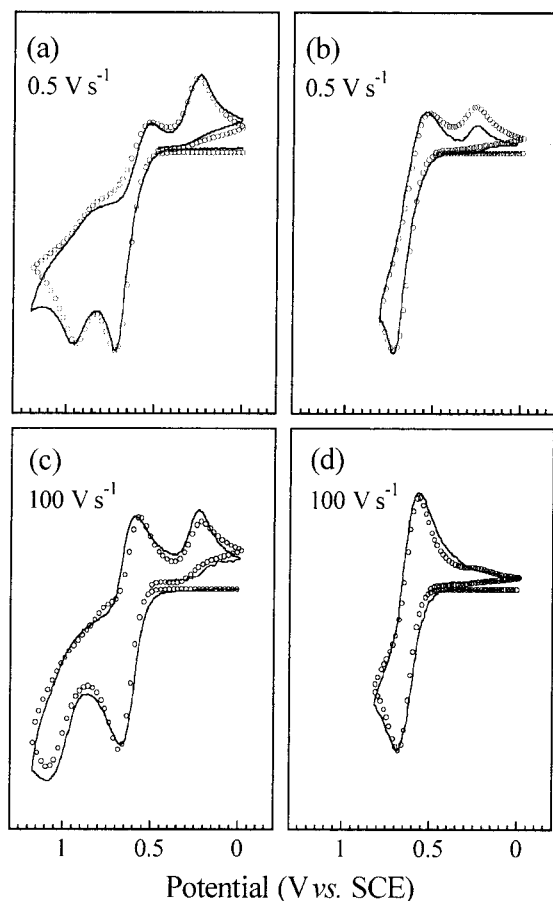 (a)
0.5 V s⁻¹
(b)
0.5 V s⁻¹
(c)
100 V s⁻¹
(d)
100 V s⁻¹
1 0.5 0 1 0.5 0
Potential (V vs. SCE)